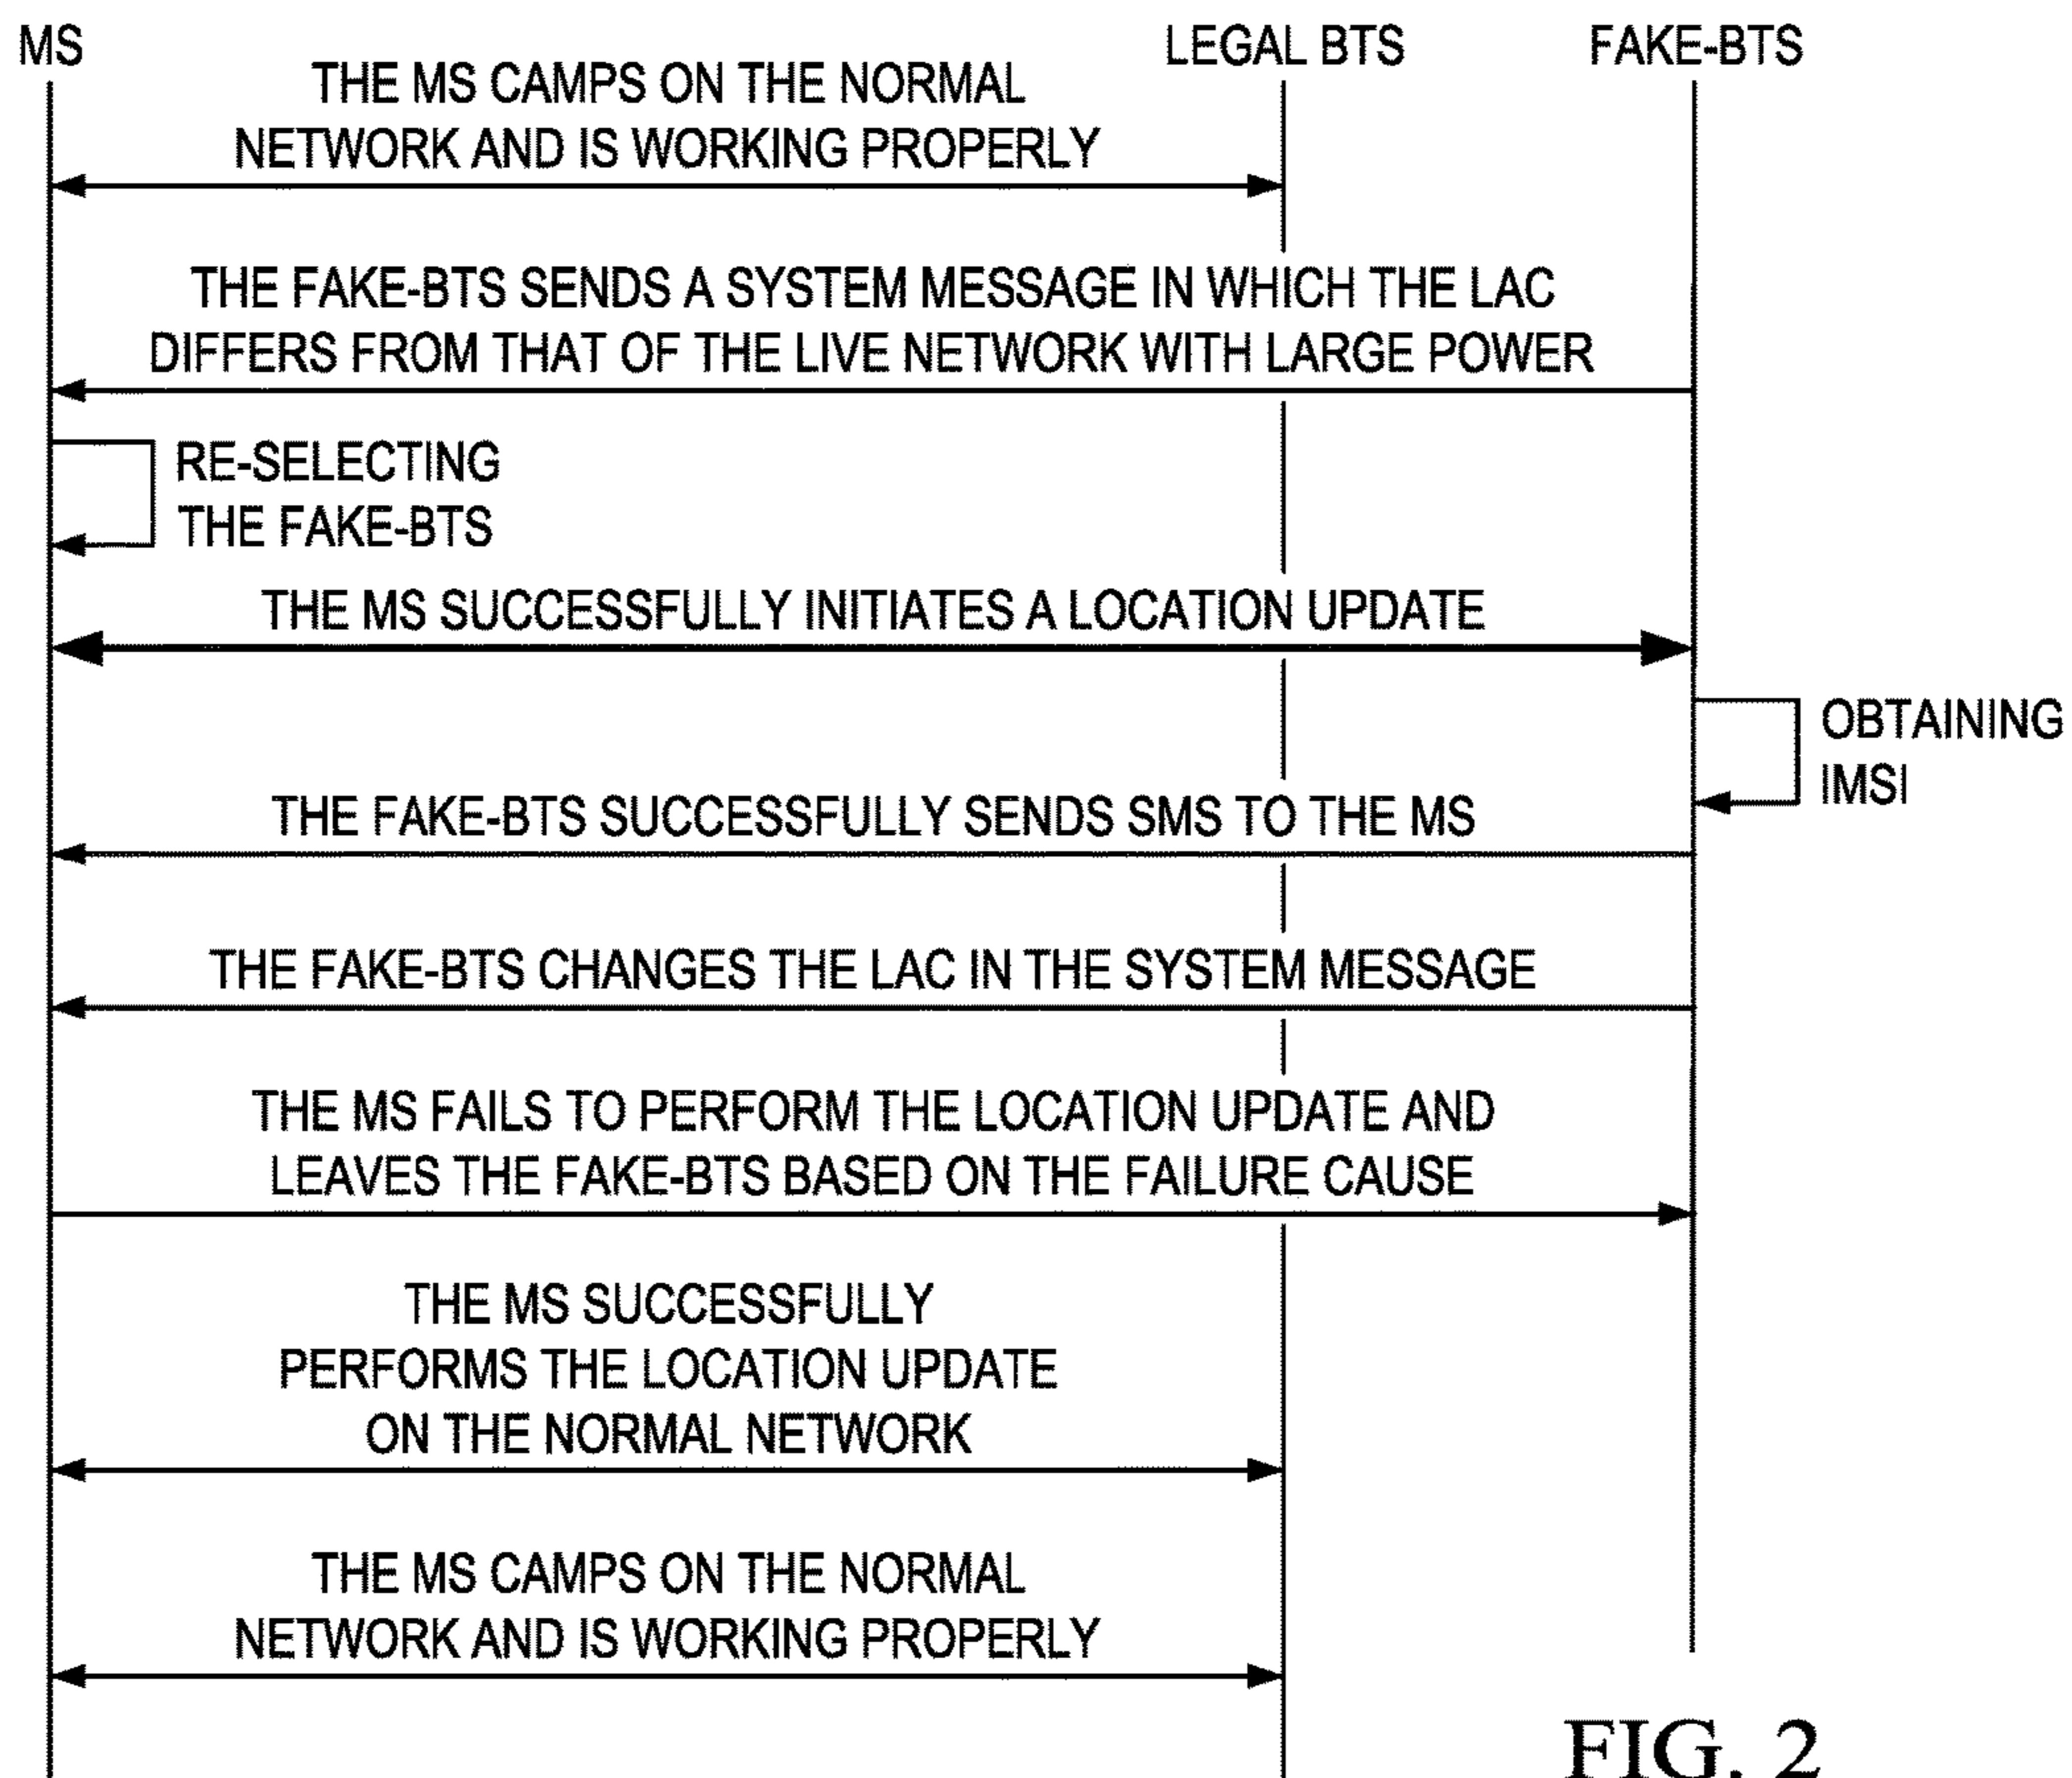 MS
LEGAL BTS
FAKE-BTS
THE MS CAMPS ON THE NORMAL
NETWORK AND IS WORKING PROPERLY
THE FAKE-BTS SENDS A SYSTEM MESSAGE IN WHICH THE LAC
DIFFERS FROM THAT OF THE LIVE NETWORK WITH LARGE POWER
RE-SELECTING
THE FAKE-BTS
THE MS SUCCESSFULLY INITIATES A LOCATION UPDATE
OBTAINING
IMSI
THE FAKE-BTS SUCCESSFULLY SENDS SMS TO THE MS
THE FAKE-BTS CHANGES THE LAC IN THE SYSTEM MESSAGE
THE MS FAILS TO PERFORM THE LOCATION UPDATE AND
LEAVES THE FAKE-BTS BASED ON THE FAILURE CAUSE
THE MS SUCCESSFULLY
PERFORMS THE LOCATION UPDATE
ON THE NORMAL NETWORK
THE MS CAMPS ON THE NORMAL
NETWORK AND IS WORKING PROPERLY
FIG. 2